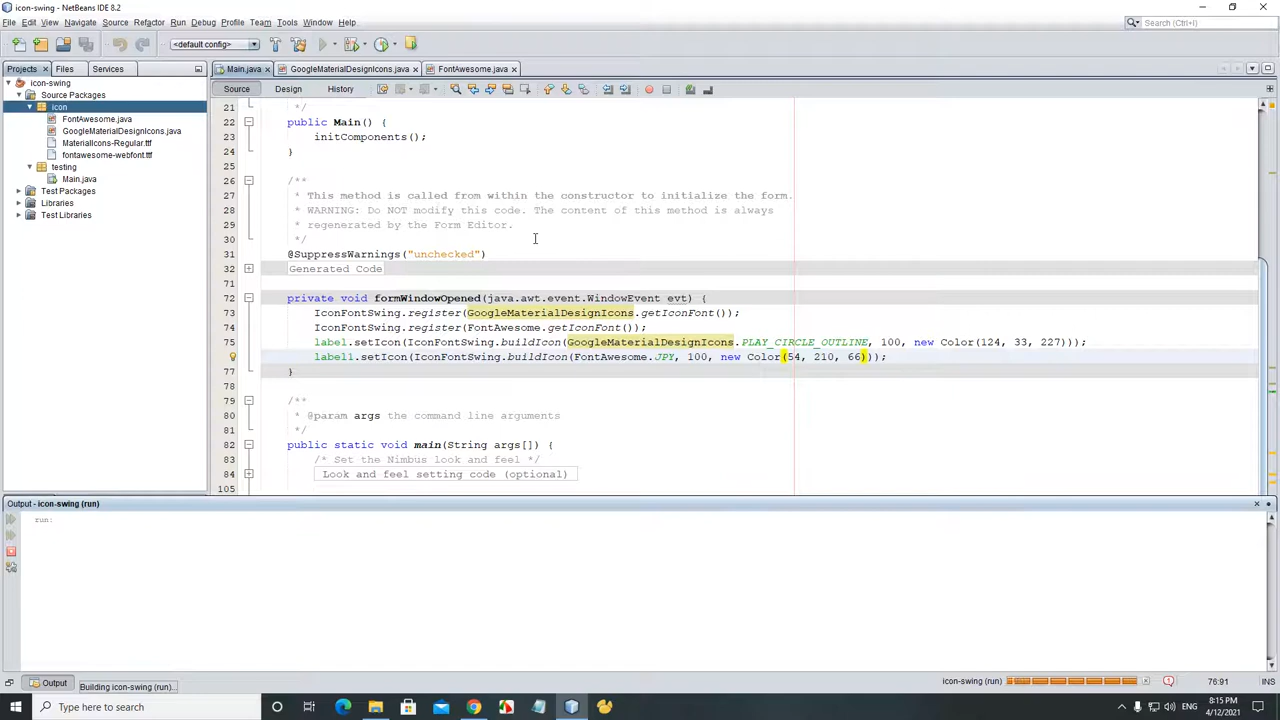 icon-swing - NetBeans IDE 8.2
File Edit View Navigate Source Refactor Run Debug Profile Team Tools Window Help
Search (Ctrl+I)
<default config>
Projects Files Services
Main.java GoogleMaterialDesignIcons.java FontAwesome.java
Source Design History
icon-swing
Source Packages
icon
FontAwesome.java
GoogleMaterialDesignIcons.java
MaterialIcons-Regular.ttf
fontawesome-webfont.ttf
testing
Main.java
Test Packages
Libraries
Test Libraries
21 */
22 public Main() {
23 initComponents();
24 }
25
26 /**
27 * This method is called from within the constructor to initialize the form.
28 * WARNING: Do NOT modify this code. The content of this method is always
29 * regenerated by the Form Editor.
30 */
31 @SuppressWarnings("unchecked")
32 Generated Code
71
72 private void formWindowOpened(java.awt.event.WindowEvent evt) {
73 IconFontSwing.register(GoogleMaterialDesignIcons.getIconFont());
74 IconFontSwing.register(FontAwesome.getIconFont());
75 label.setIcon(IconFontSwing.buildIcon(GoogleMaterialDesignIcons.PLAY_CIRCLE_OUTLINE, 100, new Color(124, 33, 227)));
label1.setIcon(IconFontSwing.buildIcon(FontAwesome.JPY, 100, new Color(54, 210, 66)));
77 }
78
79 /**
80 * @param args the command line arguments
81 */
82 public static void main(String args[]) {
83 /* Set the Nimbus look and feel */
84 Look and feel setting code (optional)
105
Output - icon-swing (run)
run:
Output
Building icon-swing (run)...
icon-swing (run)
76:91
INS
Type here to search
ENG
8:15 PM
4/12/2021